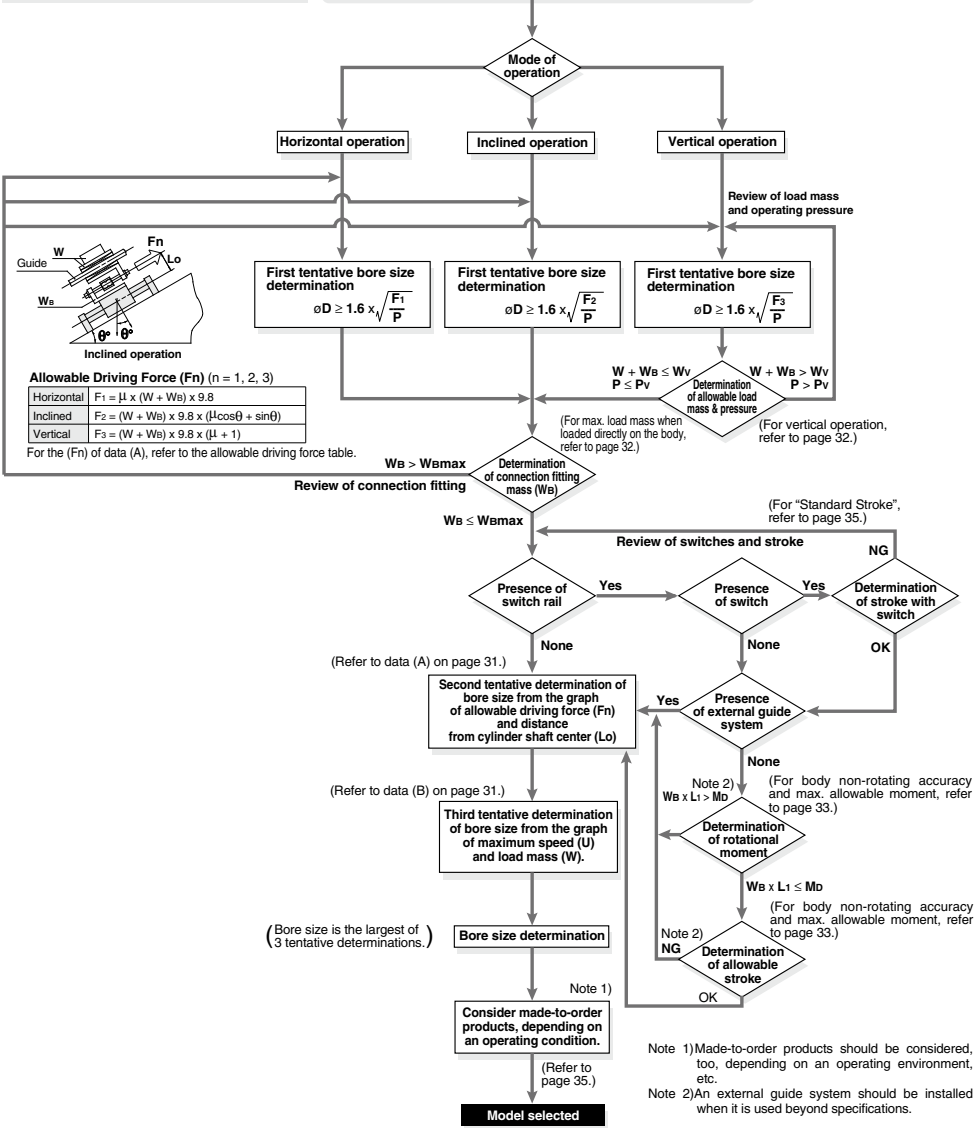 Mode of
operation
Horizontal operation
Inclined operation
Vertical operation
Review of load mass
and operating pressure
Guide
W
Fn
Lo
WB
θ°
θ°
Inclined operation
First tentative bore size
determination
øD ≥ 1.6 x √F1/P
First tentative bore size
determination
øD ≥ 1.6 x √F2/P
First tentative bore size
determination
øD ≥ 1.6 x √F3/P
Allowable Driving Force (Fn) (n = 1, 2, 3)
Horizontal F1 = μ x (W + WB) x 9.8
Inclined F2 = (W + WB) x 9.8 x (μcosθ + sinθ)
Vertical F3 = (W + WB) x 9.8 x (μ + 1)
For the (Fn) of data (A), refer to the allowable driving force table.
W + WB ≤ WV
P ≤ PV
W + WB > WV
P > PV
Determination
of allowable load
mass & pressure
(For max. load mass when
loaded directly on the body,
refer to page 32.)
(For vertical operation,
refer to page 32.)
WB > WBmax
Review of connection fitting
Determination
of connection fitting
mass (WB)
WB ≤ WBmax
(For “Standard Stroke”,
refer to page 35.)
Review of switches and stroke
NG
Presence of
switch rail
Yes
Presence
of switch
Yes
Determination
of stroke with
switch
None
None
OK
(Refer to data (A) on page 31.)
Second tentative determination of
bore size from the graph
of allowable driving force (Fn)
and distance
from cylinder shaft center (Lo)
Yes
Presence
of external guide
system
None
(Refer to data (B) on page 31.)
Third tentative determination
of bore size from the graph
of maximum speed (U)
and load mass (W).
Note 2)
WB x L1 > MD
(For body non-rotating accuracy
and max. allowable moment, refer
to page 33.)
Determination
of rotational
moment
WB x L1 ≤ MD
(For body non-rotating accuracy
and max. allowable moment, refer
to page 33.)
(Bore size is the largest of
3 tentative determinations.)
Bore size determination
Note 2)
NG
Determination
of allowable
stroke
OK
Note 1)
Consider made-to-order
products, depending on
an operating condition.
(Refer to
page 35.)
Model selected
Note 1)Made-to-order products should be considered,
too, depending on an operating environment,
etc.
Note 2)An external guide system should be installed
when it is used beyond specifications.